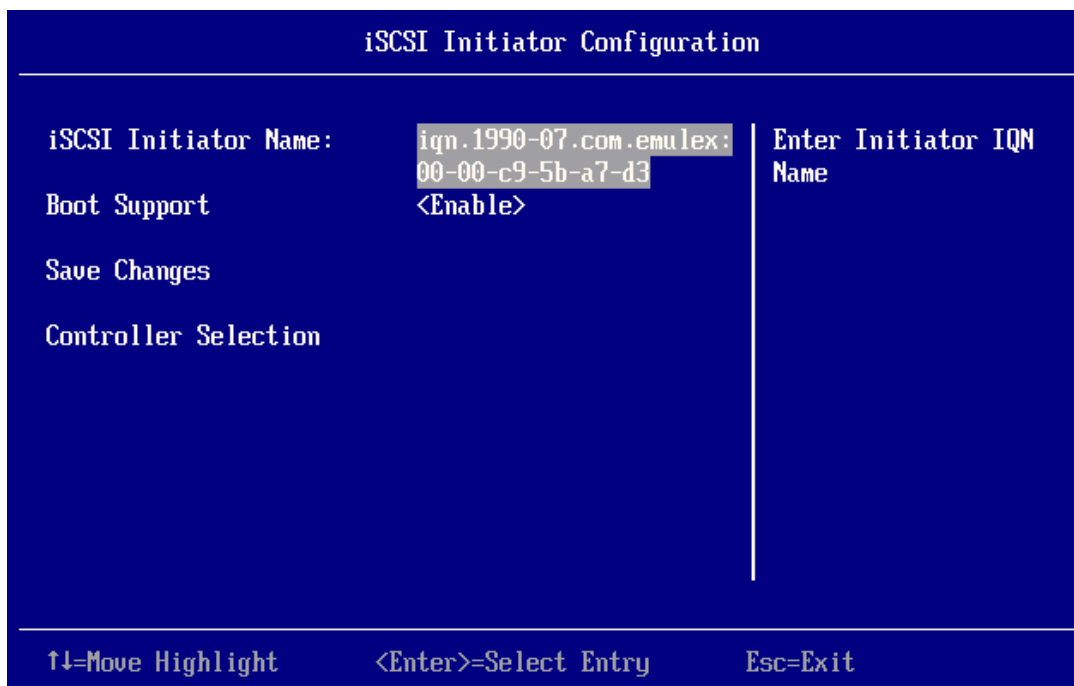 iSCSI Initiator Configuration
iSCSI Initiator Name:
iqn.1990-07.com.emulex:
00-00-c9-5b-a7-d3
Enter Initiator IQN
Name
Boot Support
<Enable>
Save Changes
Controller Selection
↑↓=Move Highlight
<Enter>=Select Entry
Esc=Exit